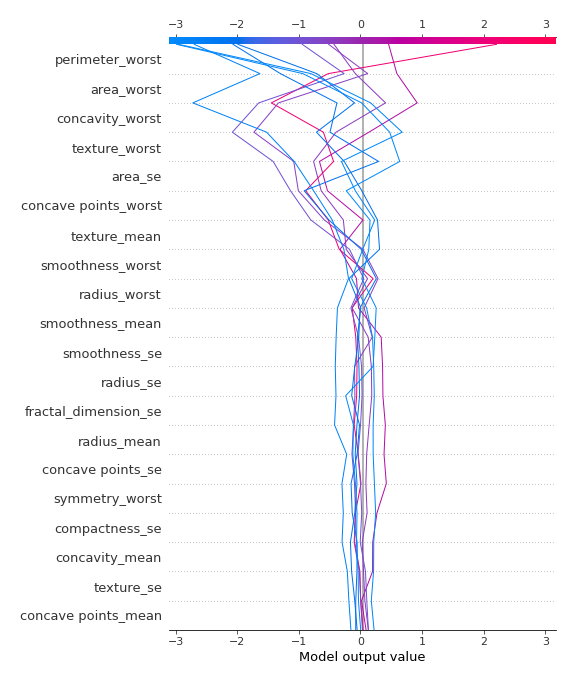 −3 −2 −1 0 1 2 3
perimeter_worst
area_worst
concavity_worst
texture_worst
area_se
concave points_worst
texture_mean
smoothness_worst
radius_worst
smoothness_mean
smoothness_se
radius_se
fractal_dimension_se
radius_mean
concave points_se
symmetry_worst
compactness_se
concavity_mean
texture_se
concave points_mean
−3 −2 −1 0 1 2 3
Model output value